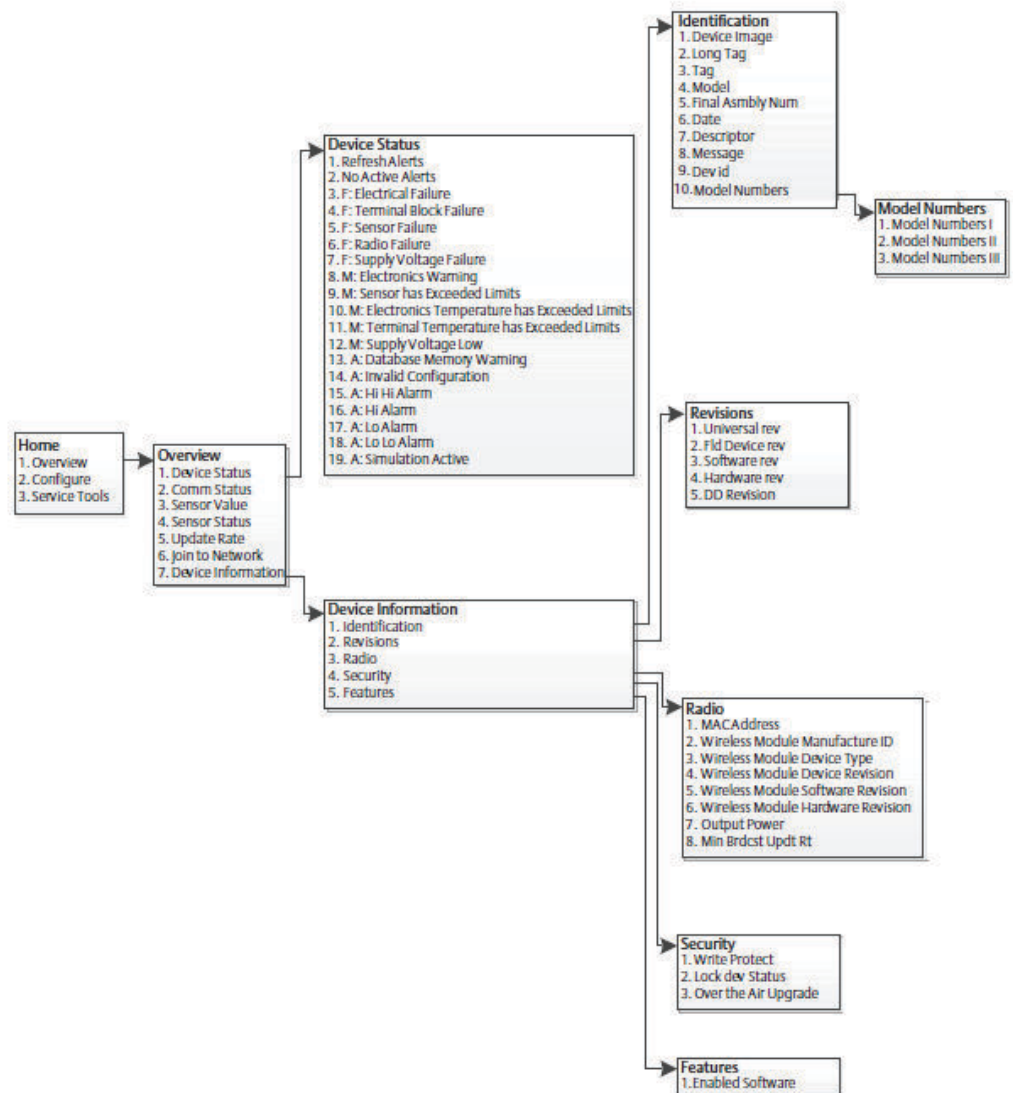 Home
1. Overview
2. Configure
3. Service Tools
Overview
1. Device Status
2. Comm Status
3. Sensor Value
4. Sensor Status
5. Update Rate
6. Join to Network
7. Device Information
Device Status
1. Refresh Alerts
2. No Active Alerts
3. F: Electrical Failure
4. F: Terminal Block Failure
5. F: Sensor Failure
6. F: Radio Failure
7. F: Supply Voltage Failure
8. M: Electronics Warning
9. M: Sensor has Exceeded Limits
10. M: Electronics Temperature has Exceeded Limits
11. M: Terminal Temperature has Exceeded Limits
12. M: Supply Voltage Low
13. A: Database Memory Warning
14. A: Invalid Configuration
15. A: Hi Hi Alarm
16. A: Hi Alarm
17. A: Lo Alarm
18. A: Lo Lo Alarm
19. A: Simulation Active
Device Information
1. Identification
2. Revisions
3. Radio
4. Security
5. Features
Identification
1. Device Image
2. Long Tag
3. Tag
4. Model
5. Final Asmbly Num
6. Date
7. Descriptor
8. Message
9. Dev id
10. Model Numbers
Model Numbers
1. Model Numbers I
2. Model Numbers II
3. Model Numbers III
Revisions
1. Universal rev
2. Fld Device rev
3. Software rev
4. Hardware rev
5. DD Revision
Radio
1. MAC Address
2. Wireless Module Manufacture ID
3. Wireless Module Device Type
4. Wireless Module Device Revision
5. Wireless Module Software Revision
6. Wireless Module Hardware Revision
7. Output Power
8. Min Brdcst Updt Rt
Security
1. Write Protect
2. Lock dev Status
3. Over the Air Upgrade
Features
1. Enabled Software